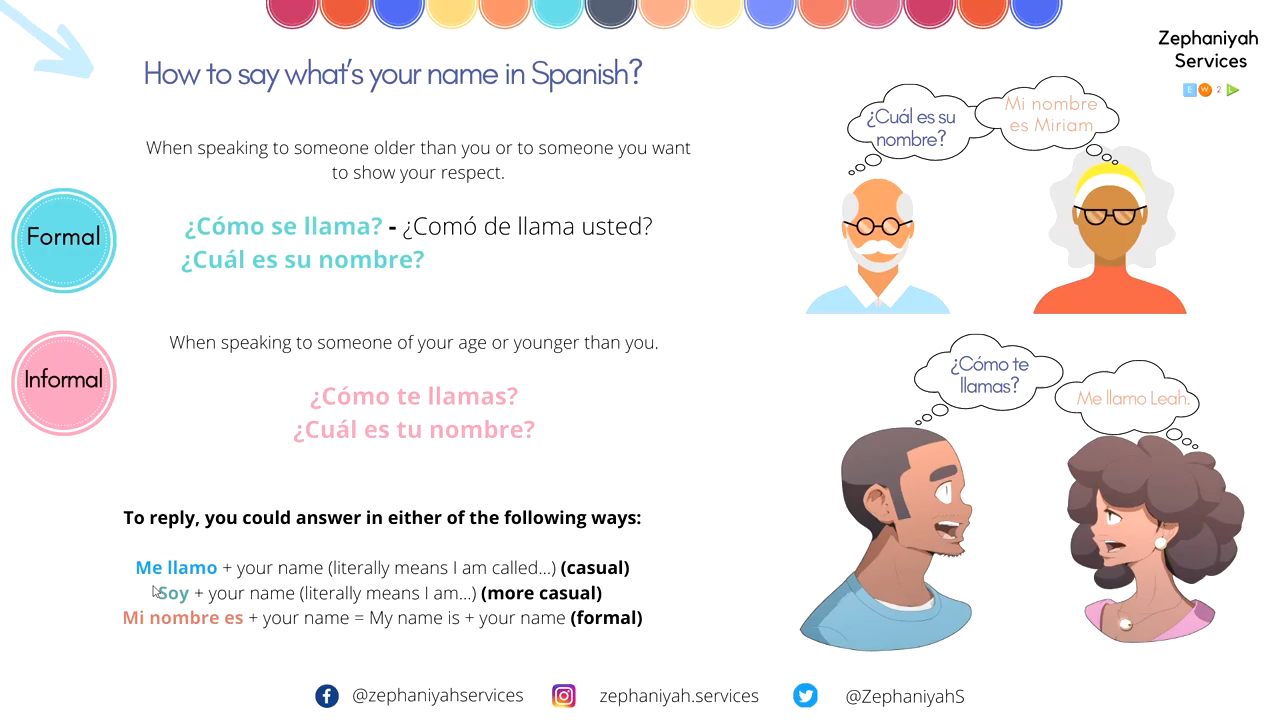 How to say what's your name in Spanish?
Zephaniyah
Services
E W 2 L
When speaking to someone older than you or to someone you want
to show your respect.
Formal
¿Cómo se llama? - ¿Comó de llama usted?
¿Cuál es su nombre?
¿Cuál es su
nombre?
Mi nombre
es Miriam
When speaking to someone of your age or younger than you.
Informal
¿Cómo te llamas?
¿Cuál es tu nombre?
¿Cómo te
llamas?
Me llamo Leah.
To reply, you could answer in either of the following ways:
Me llamo + your name (literally means I am called...) (casual)
Soy + your name (literally means I am...) (more casual)
Mi nombre es + your name = My name is + your name (formal)
@zephaniyahservices
zephaniyah.services
@ZephaniyahS